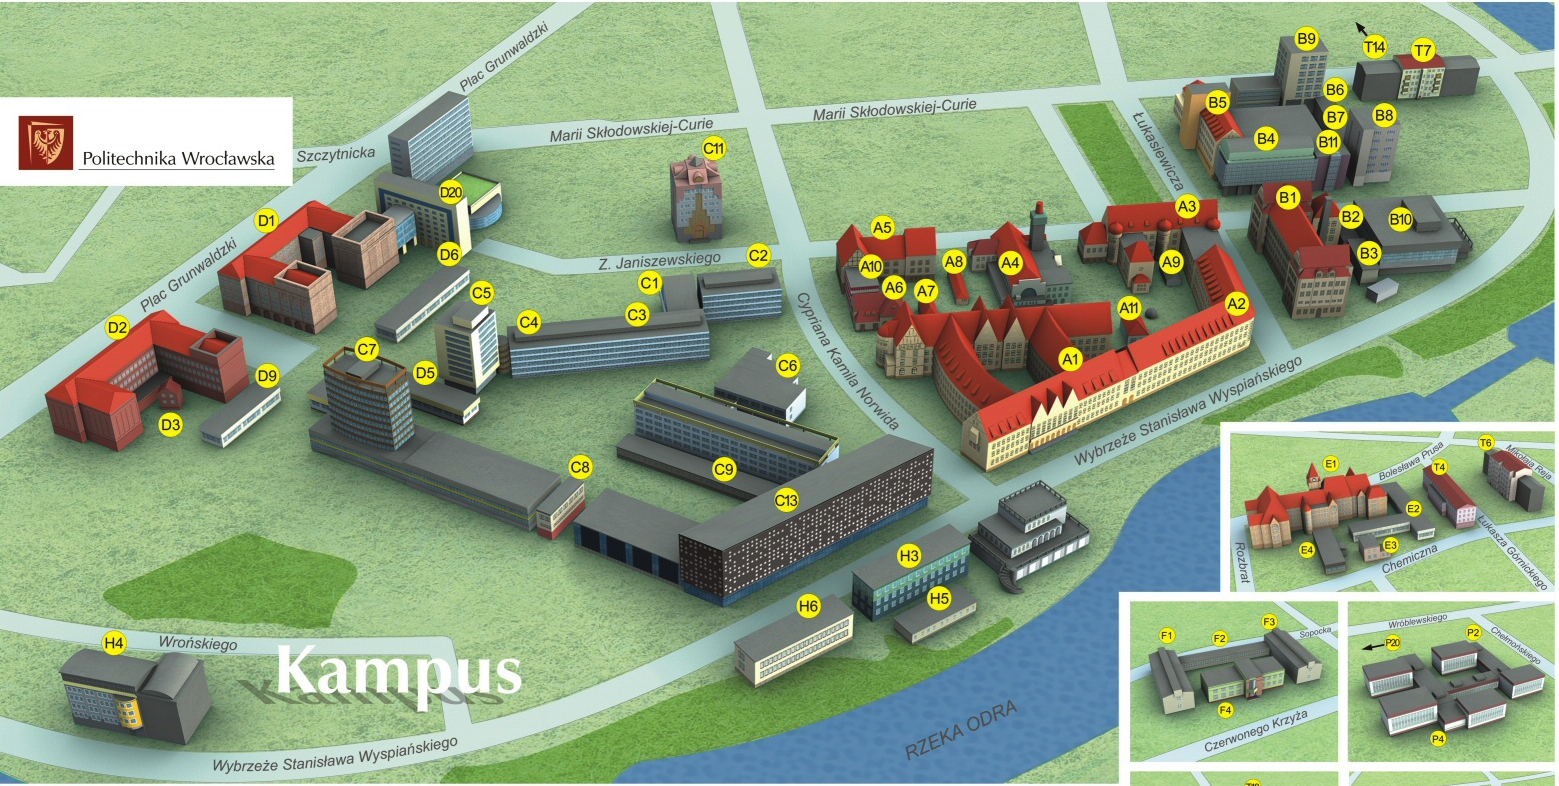 Politechnika Wrocławska
Plac Grunwaldzki
Szczytnicka
Marii Skłodowskiej-Curie
Marii Skłodowskiej-Curie
Łukasiewicza
B9
T14
T7
B5
B6
B7
B8
B4
B11
C11
D20
D1
D6
Plac Grunwaldzki
Z. Janiszewskiego
C2
C1
C5
C4
C3
A5
A3
A10
A8
A4
A9
A6
A7
A11
A2
A1
B1
B2
B10
B3
D2
C7
D5
D9
D3
C6
Cypriana Kamila Norwida
Wybrzeże Stanisława Wyspiańskiego
C8
C9
C13
H3
H5
H6
H4
Wrońskiego
Kampus
Wybrzeże Stanisława Wyspiańskiego
RZEKA ODRA
E1
Bolesława Prusa
T4
T6
Mikołaja Reja
E2
E4
E3
Rozbrat
Chemiczna
Łukasza Górnickiego
F1
F2
F3
Sopocka
F4
Czerwonego Krzyża
Wróblewskiego
P20
P2
Chełmońskiego
P4